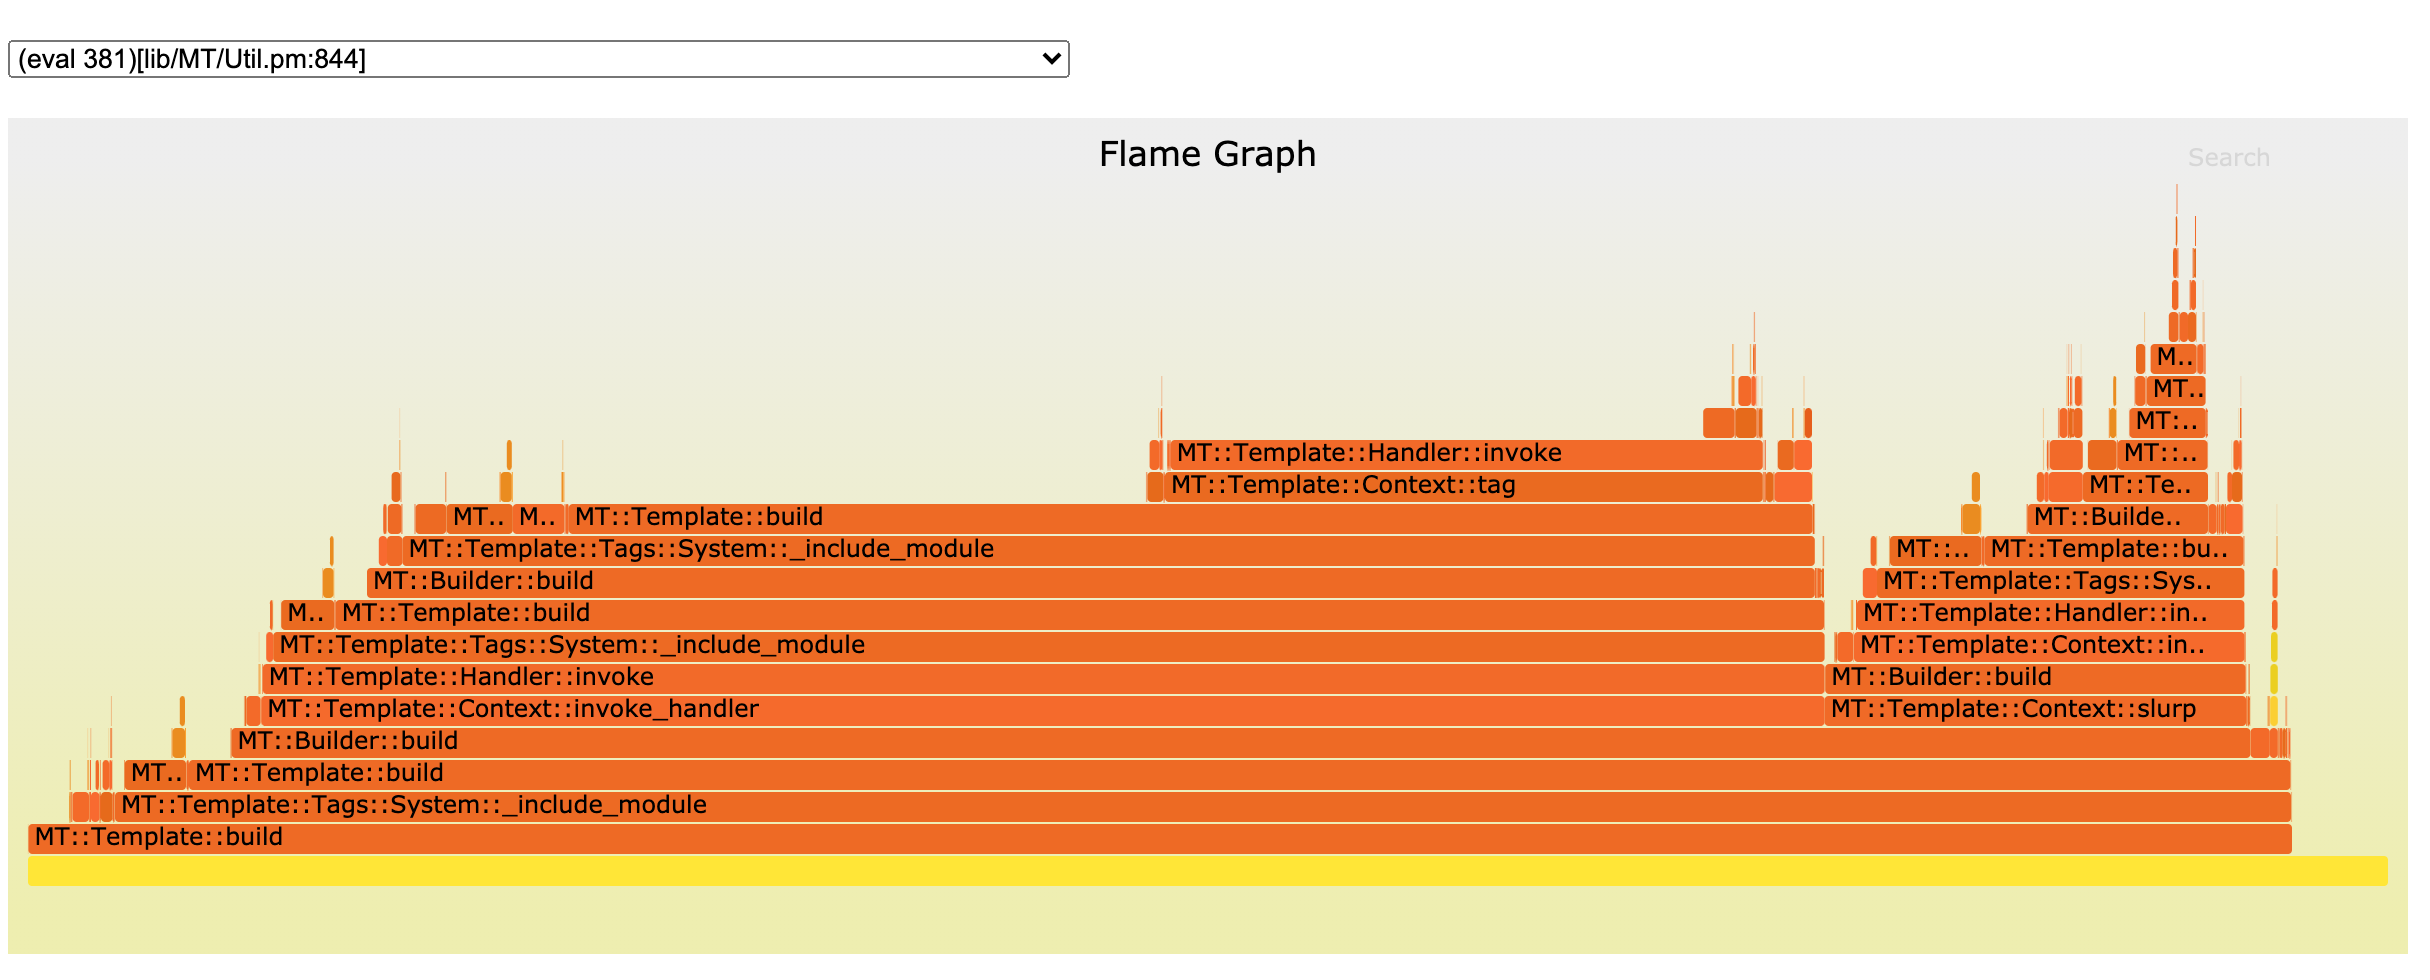 (eval 381)[lib/MT/Util.pm:844]
Flame Graph
Search
M..
MT..
MT:..
MT::Template::Handler::invoke MT::..
MT::Template::Context::tag MT::Te..
MT.. M.. MT::Template::build MT::Builde..
MT::Template::Tags::System::_include_module MT::.. MT::Template::bu..
MT::Builder::build MT::Template::Tags::Sys..
M.. MT::Template::build MT::Template::Handler::in..
MT::Template::Tags::System::_include_module MT::Template::Context::in..
MT::Template::Handler::invoke MT::Builder::build
MT::Template::Context::invoke_handler MT::Template::Context::slurp
MT::Builder::build
MT.. MT::Template::build
MT::Template::Tags::System::_include_module
MT::Template::build